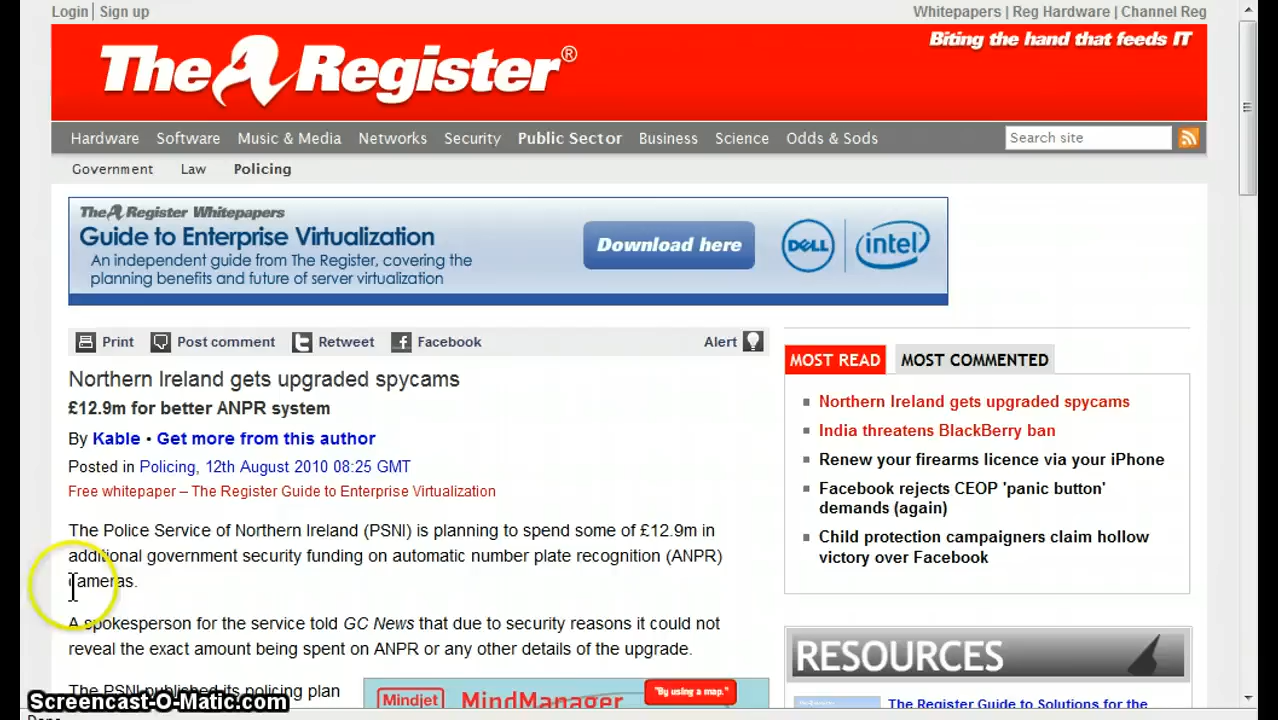 Login | Sign up
Whitepapers | Reg Hardware | Channel Reg
The Register®
Biting the hand that feeds IT
Hardware Software Music & Media Networks Security Public Sector Business Science Odds & Sods
Search site
Government Law Policing
The Register Whitepapers
Guide to Enterprise Virtualization
An independent guide from The Register, covering the
planning benefits and future of server virtualization
Download here
DELL
intel
Print Post comment Retweet Facebook Alert
Northern Ireland gets upgraded spycams
£12.9m for better ANPR system
By Kable • Get more from this author
Posted in Policing, 12th August 2010 08:25 GMT
Free whitepaper – The Register Guide to Enterprise Virtualization
The Police Service of Northern Ireland (PSNI) is planning to spend some of £12.9m in
additional government security funding on automatic number plate recognition (ANPR)
cameras.
A spokesperson for the service told GC News that due to security reasons it could not
reveal the exact amount being spent on ANPR or any other details of the upgrade.
The PSNI published its policing plan
Mindjet MindManager
"By using a map."
MOST READ MOST COMMENTED
Northern Ireland gets upgraded spycams
India threatens BlackBerry ban
Renew your firearms licence via your iPhone
Facebook rejects CEOP 'panic button'
demands (again)
Child protection campaigners claim hollow
victory over Facebook
RESOURCES
The Register Guide to Solutions for the
Screencast-O-Matic.com